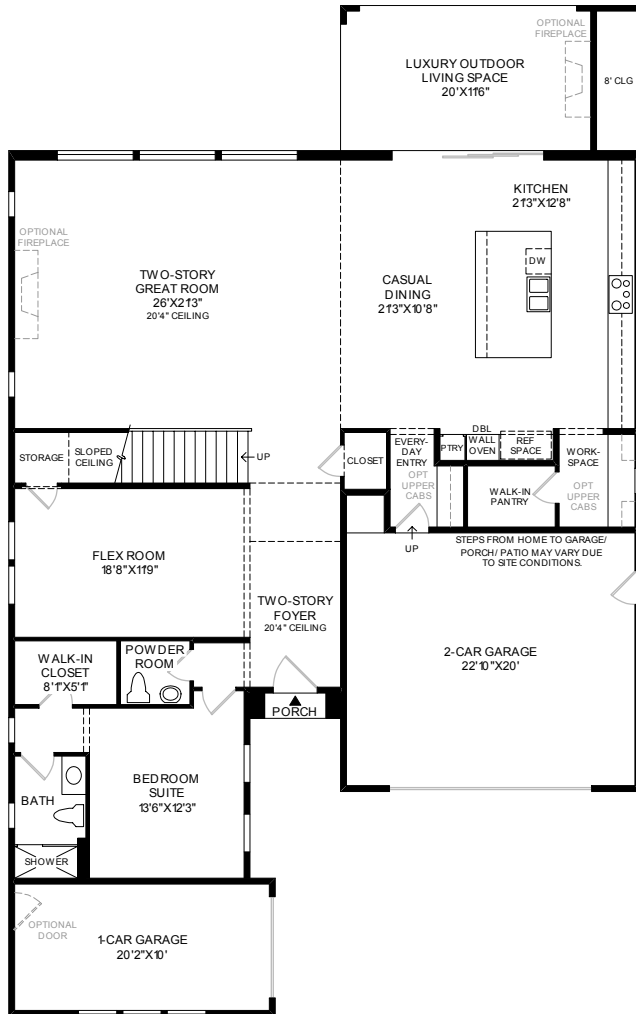 OPTIONAL
FIREPLACE
LUXURY OUTDOOR
LIVING SPACE
20'X11'6"
8' CLG
KITCHEN
21'3"X12'8"
OPTIONAL
FIREPLACE
TWO-STORY
GREAT ROOM
26'X21'3"
20'4" CEILING
CASUAL
DINING
21'3"X10'8"
DW
STORAGE
SLOPED
CEILING
UP
CLOSET
EVERY-
DAY
ENTRY
OPT
UPPER
CABS
PTRY
DBL
WALL
OVEN
REF
SPACE
WORK-
SPACE
OPT
UPPER
CABS
WALK-IN
PANTRY
UP
STEPS FROM HOME TO GARAGE/
PORCH/ PATIO MAY VARY DUE
TO SITE CONDITIONS.
FLEX ROOM
18'8"X11'9"
TWO-STORY
FOYER
20'4" CEILING
2-CAR GARAGE
22'10"X20'
WALK-IN
CLOSET
8'1"X5'1"
POWDER
ROOM
PORCH
BEDROOM
SUITE
13'6"X12'3"
BATH
SHOWER
OPTIONAL
DOOR
1-CAR GARAGE
20'2"X10'